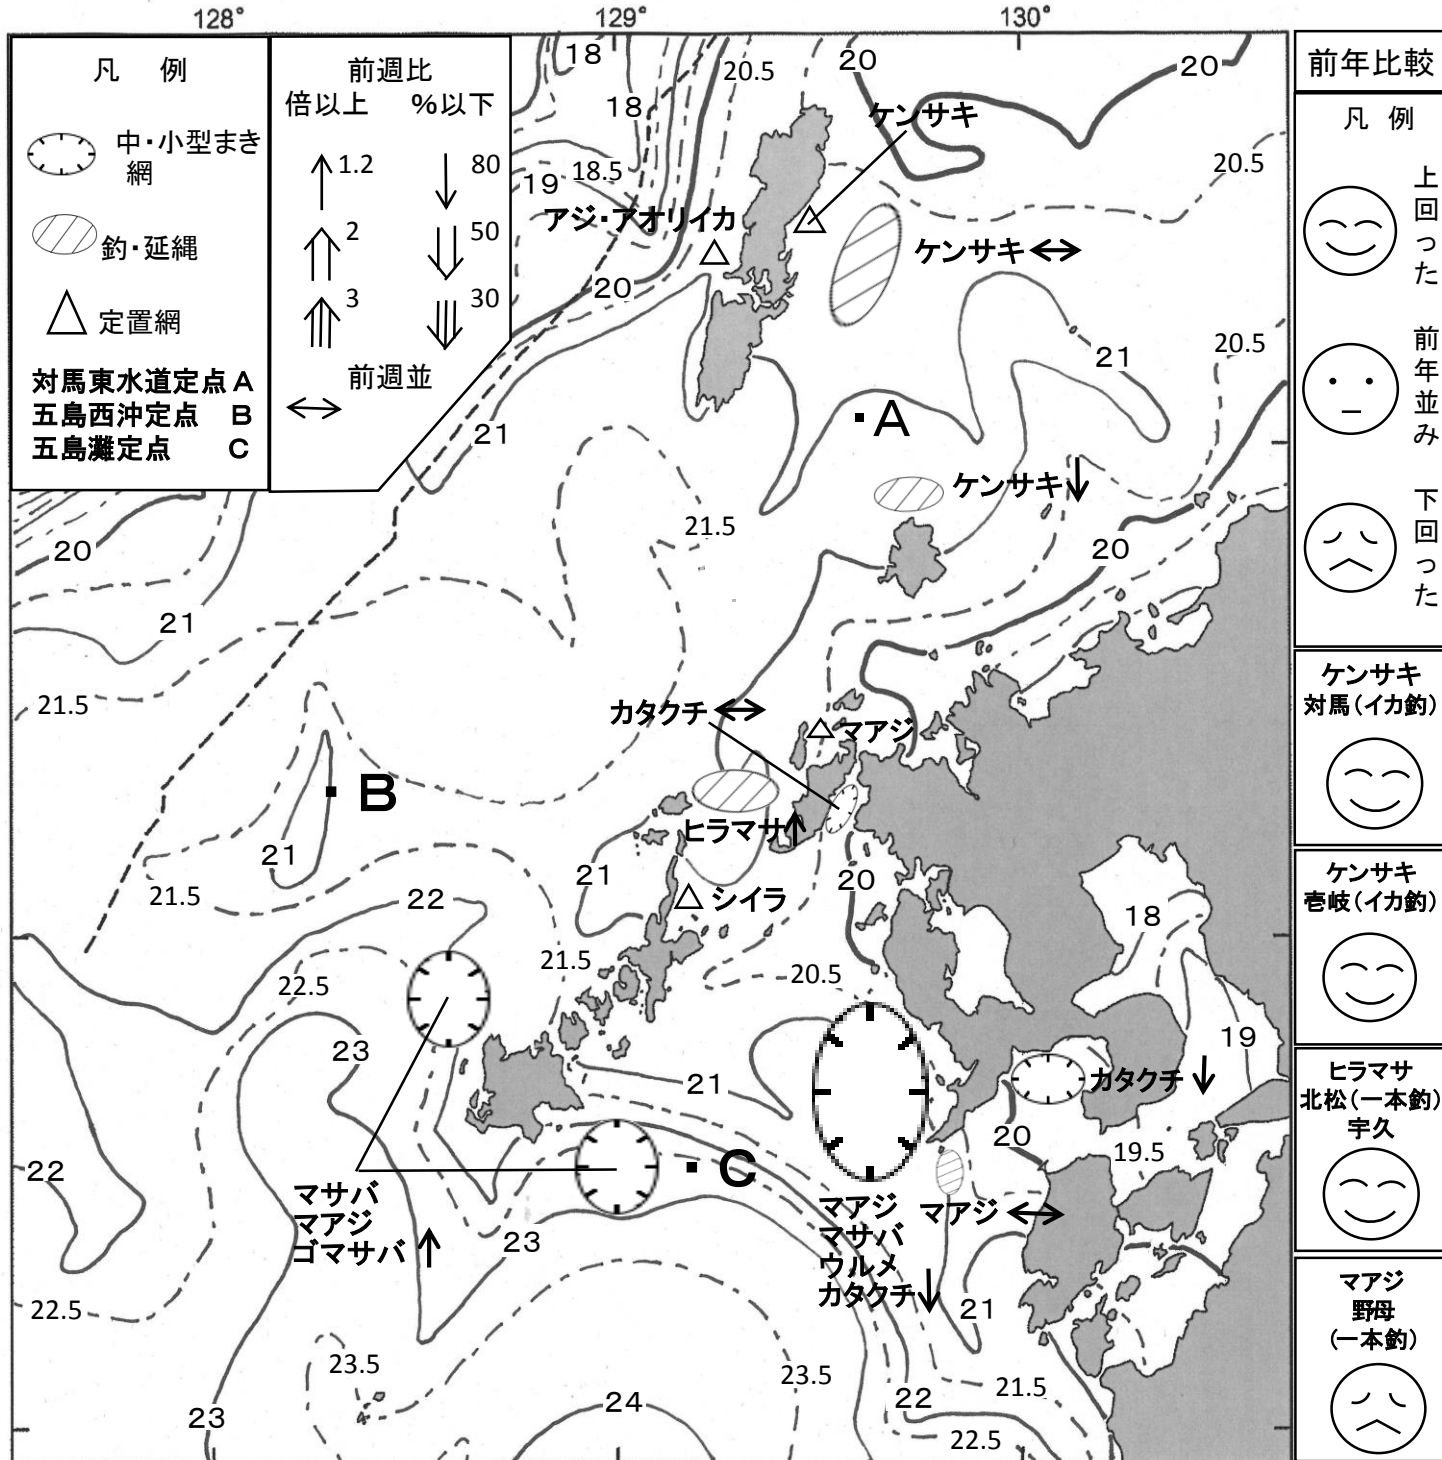 128°
129°
130°
凡 例
中・小型まき
網
釣・延縄
定置網
対馬東水道定点 A
五島西沖定点 B
五島灘定点 C
前週比
倍以上 %以下
1.2 80
2 50
3 30
前週並
前年比較
凡 例
上回った
前年並み
下回った
ケンサキ
対馬(イカ釣)
ケンサキ
壱岐(イカ釣)
ヒラマサ
北松(一本釣)
宇久
マアジ
野母
(一本釣)
18
20.5
20
20
18
ケンサキ
19
18.5
20.5
アジ・アオリイカ
ケンサキ
20
21
20.5
A
21
ケンサキ
21.5
20
20
21
21.5
カタクチ
マアジ
B
ヒラマサ
21
21
20
21.5
シイラ
22
18
21.5
20.5
22.5
19
23
21
カタクチ
20
19.5
22
C
マサバ
マアジ
ゴマサバ
マアジ
マサバ
ウルメ
カタクチ
マアジ
23
22.5
21
23.5
23.5
21.5
22
23
24
22.5